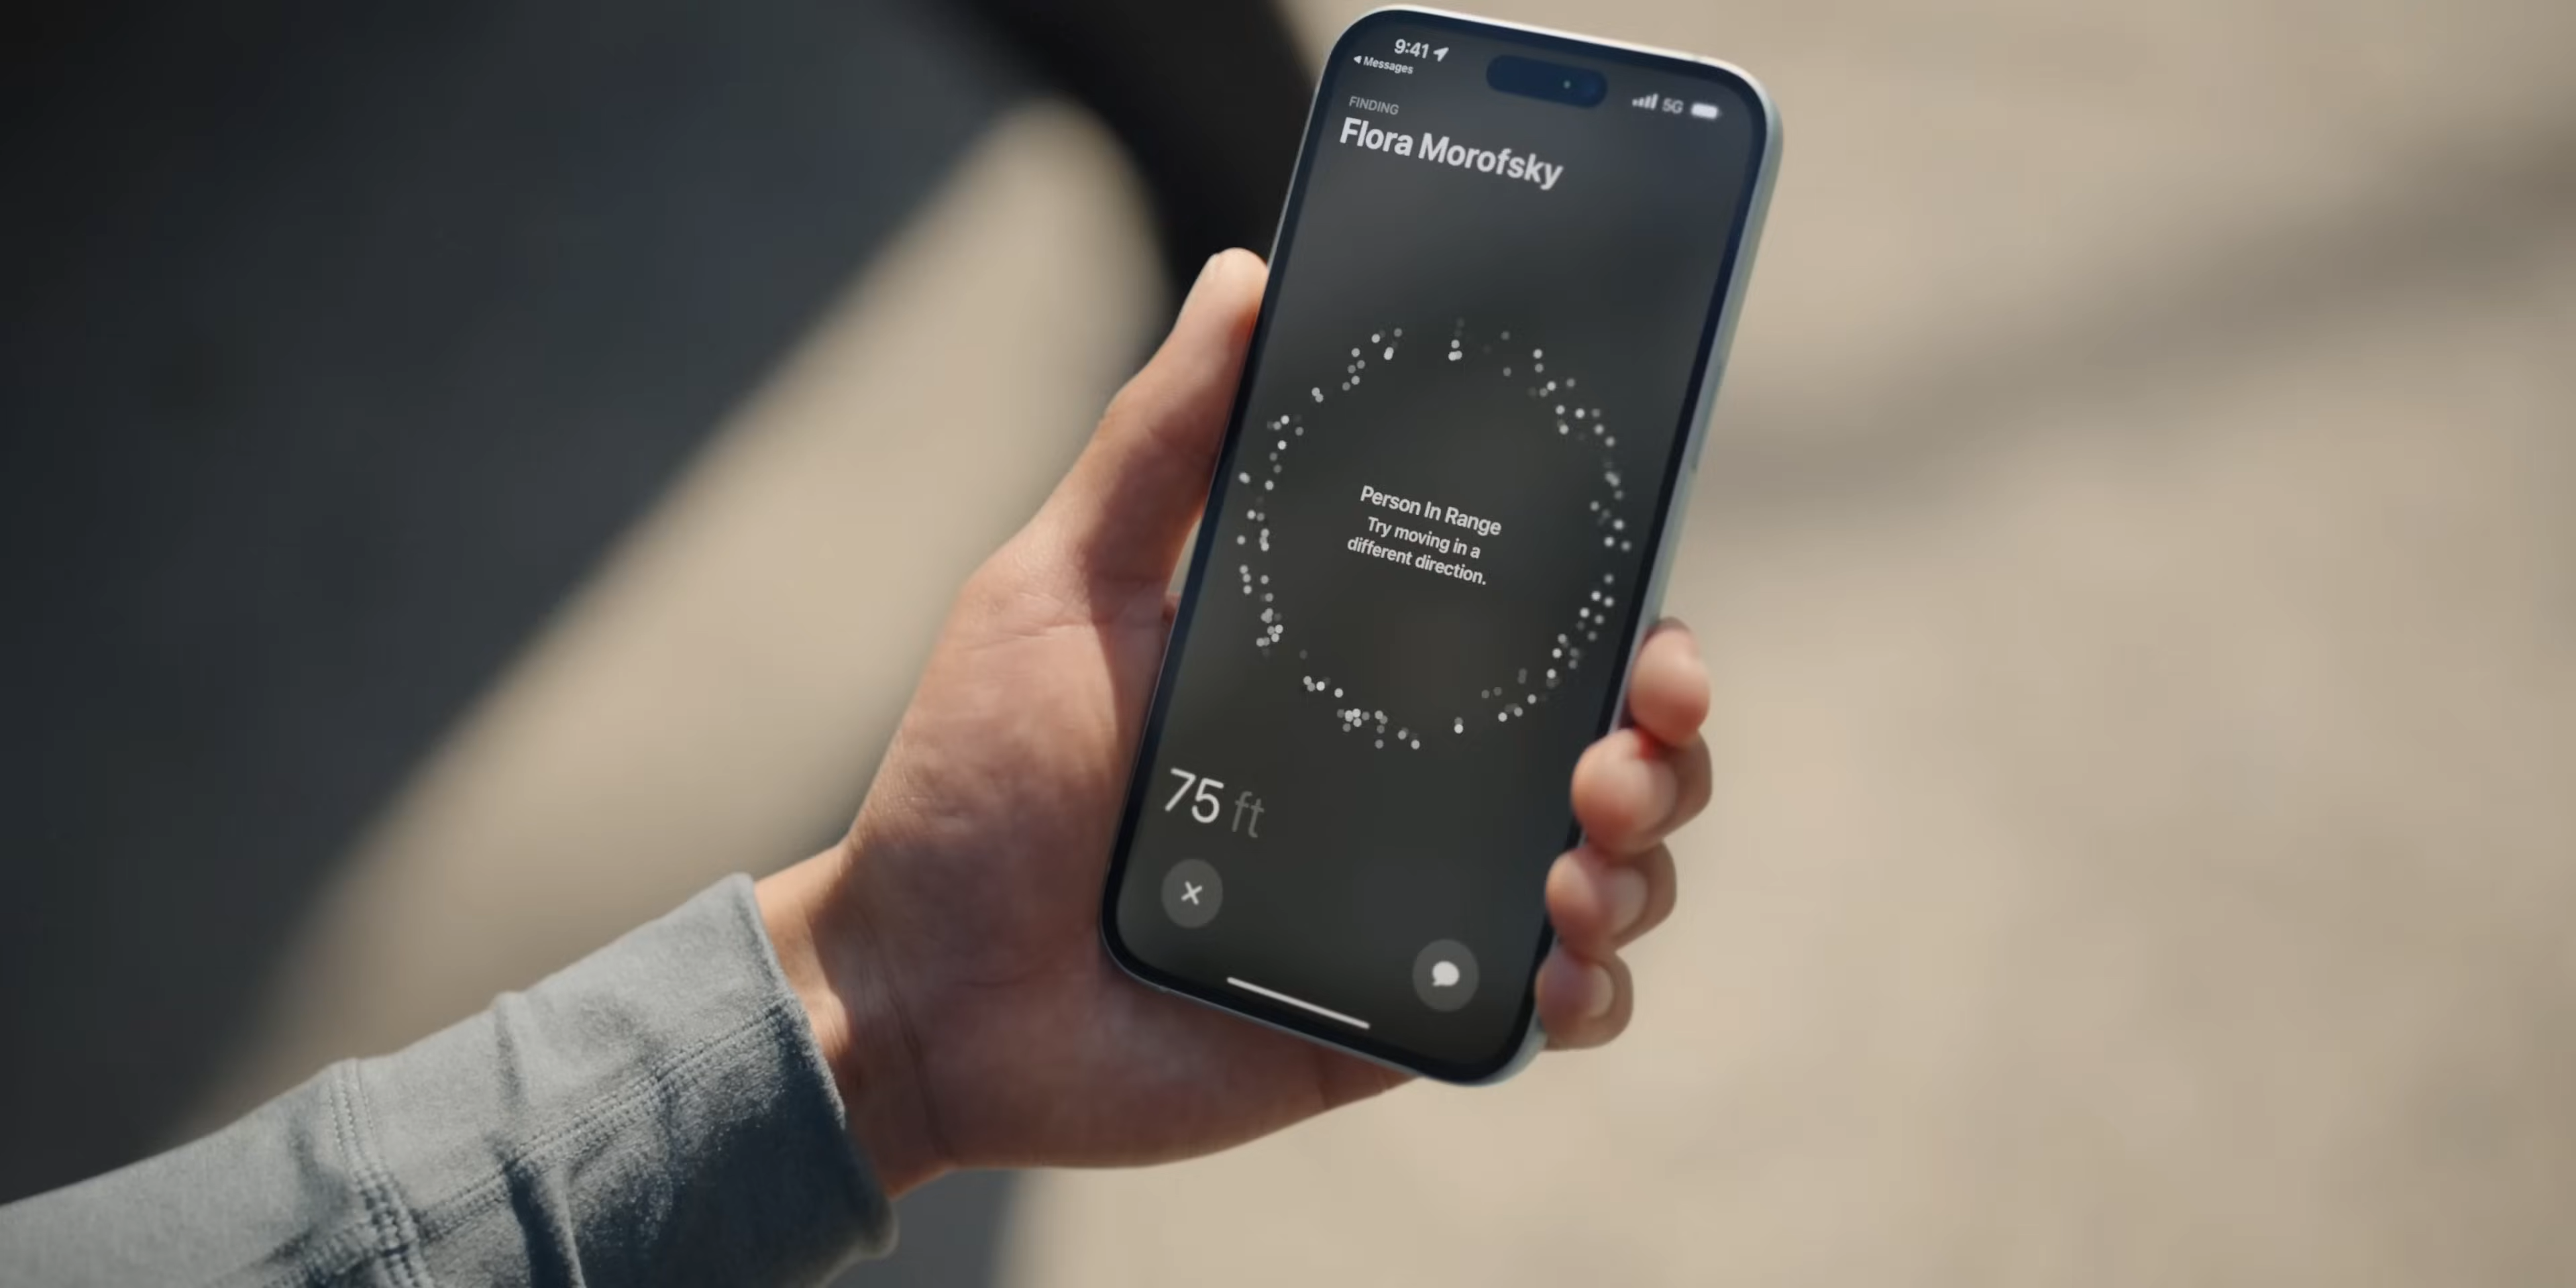 9:41
Messages
5G
FINDING
Flora Morofsky
Person In Range
Try moving in a
different direction.
75 ft